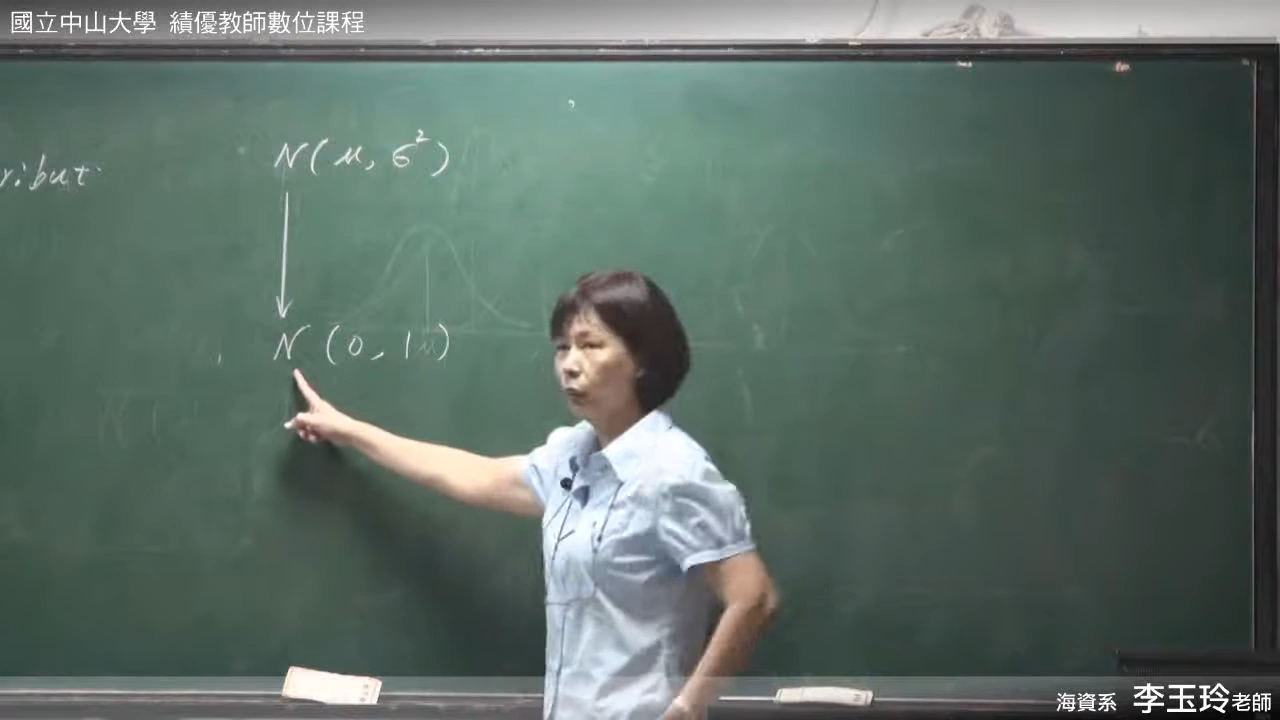 國立中山大學 績優教師數位課程
N(μ, σ²)
ribut
N (0, 1)
海資系 李玉玲老師